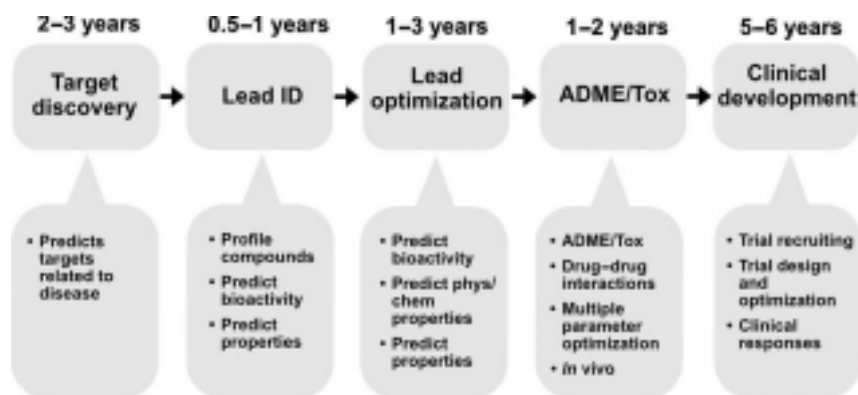 2–3 years
0.5–1 years
1–3 years
1–2 years
5–6 years
Target
discovery
Lead ID
Lead
optimization
ADME/Tox
Clinical
development
• Predicts
targets
related to
disease
• Profile
compounds
• Predict
bioactivity
• Predict
properties
• Predict
bioactivity
• Predict phys/
chem
properties
• Predict
properties
• ADME/Tox
• Drug–drug
interactions
• Multiple
parameter
optimization
• In vivo
• Trial recruiting
• Trial design
and
optimization
• Clinical
responses